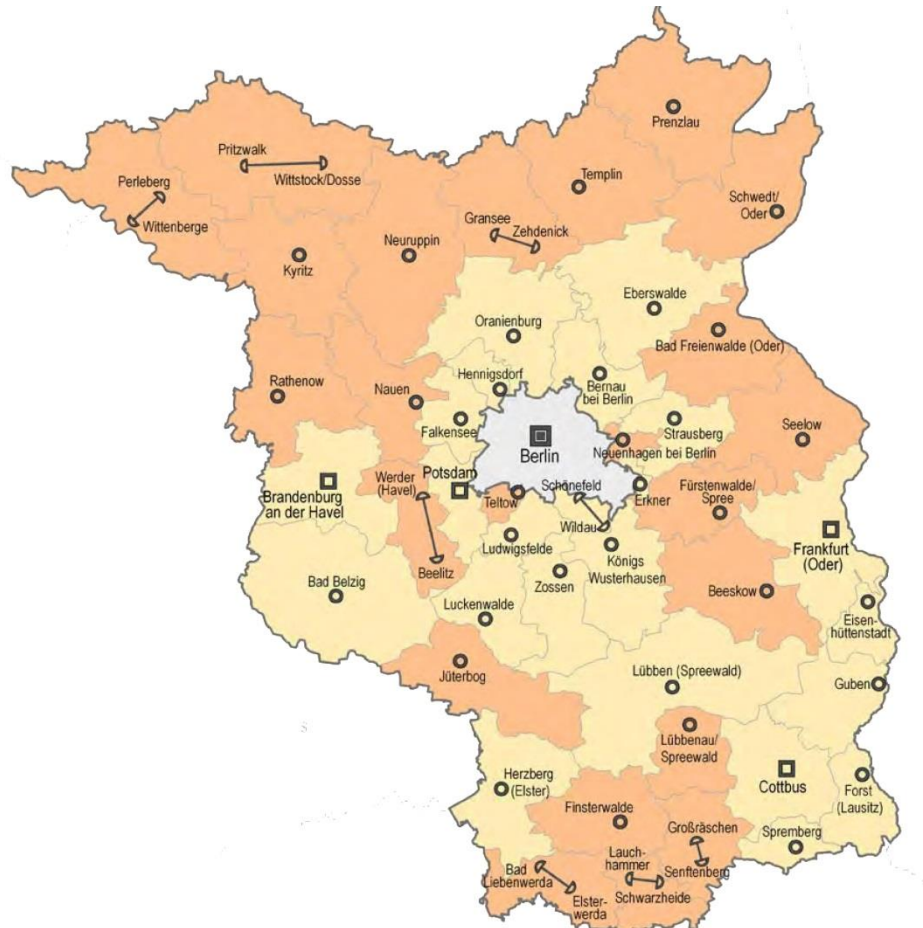 Prenzlau
Pritzwalk
Wittstock/Dosse
Perleberg
Wittenberge
Templin
Schwedt/
Oder
Gransee
Zehdenick
Kyritz
Neuruppin
Eberswalde
Oranienburg
Bad Freienwalde (Oder)
Hennigsdorf
Bernau
bei Berlin
Rathenow
Nauen
Falkensee
Strausberg
Seelow
Neuenhagen bei Berlin
Berlin
Werder
(Havel)
Potsdam
Brandenburg
an der Havel
Teltow
Schönefeld
Erkner
Fürstenwalde/
Spree
Wildau
Frankfurt
(Oder)
Ludwigsfelde
Königs
Wusterhausen
Beelitz
Bad Belzig
Zossen
Beeskow
Luckenwalde
Eisen-
hüttenstadt
Jüterbog
Lübben (Spreewald)
Guben
Lübbenau/
Spreewald
Herzberg
(Elster)
Cottbus
Forst
(Lausitz)
Finsterwalde
Großräschen
Spremberg
Lauch-
hammer
Senftenberg
Bad
Liebenwerda
Schwarzheide
Elster-
werda